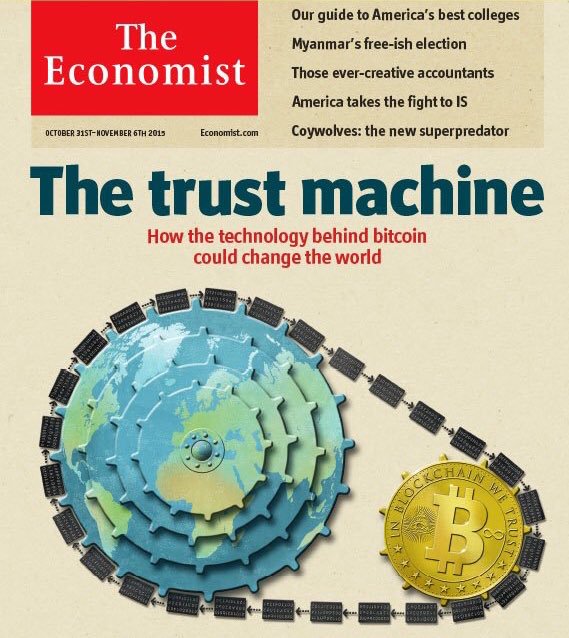 The
Economist
OCTOBER 31ST–NOVEMBER 6TH 2015
Economist.com
Our guide to America's best colleges
Myanmar's free-ish election
Those ever-creative accountants
America takes the fight to IS
Coywolves: the new superpredator
The trust machine
How the technology behind bitcoin
could change the world
IN BLOCKCHAIN WE TRUST